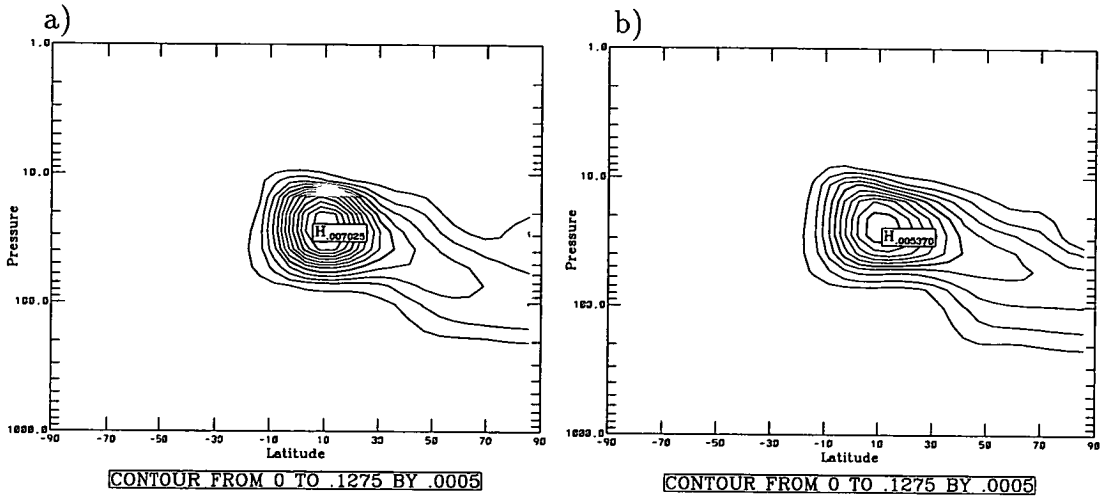 a)
1.0
10.0
100.0
1000.0
Pressure
H .007025
-90 -70 -50 -30 -10 10 30 50 70 90
Latitude
CONTOUR FROM 0 TO .1275 BY .0005
b)
1.0
10.0
100.0
1000.0
Pressure
H .005370
-90 -70 -50 -30 -10 10 30 50 70 90
Latitude
CONTOUR FROM 0 TO .1275 BY .0005